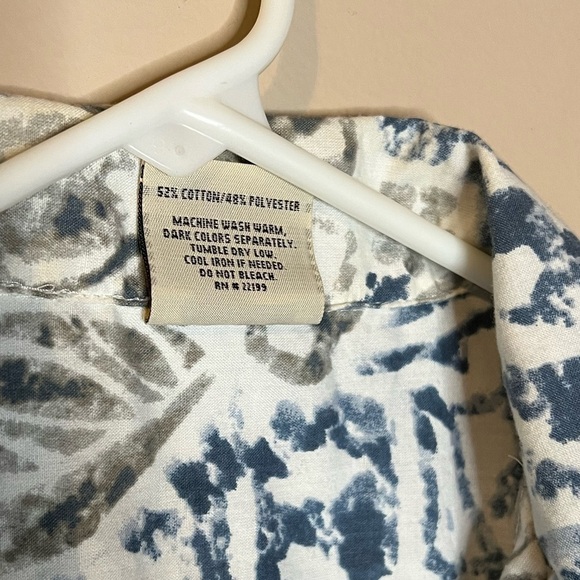 52% COTTON/48% POLYESTER
MACHINE WASH WARM,
DARK COLORS SEPARATELY.
TUMBLE DRY LOW.
COOL IRON IF NEEDED.
DO NOT BLEACH.
RN # 22199